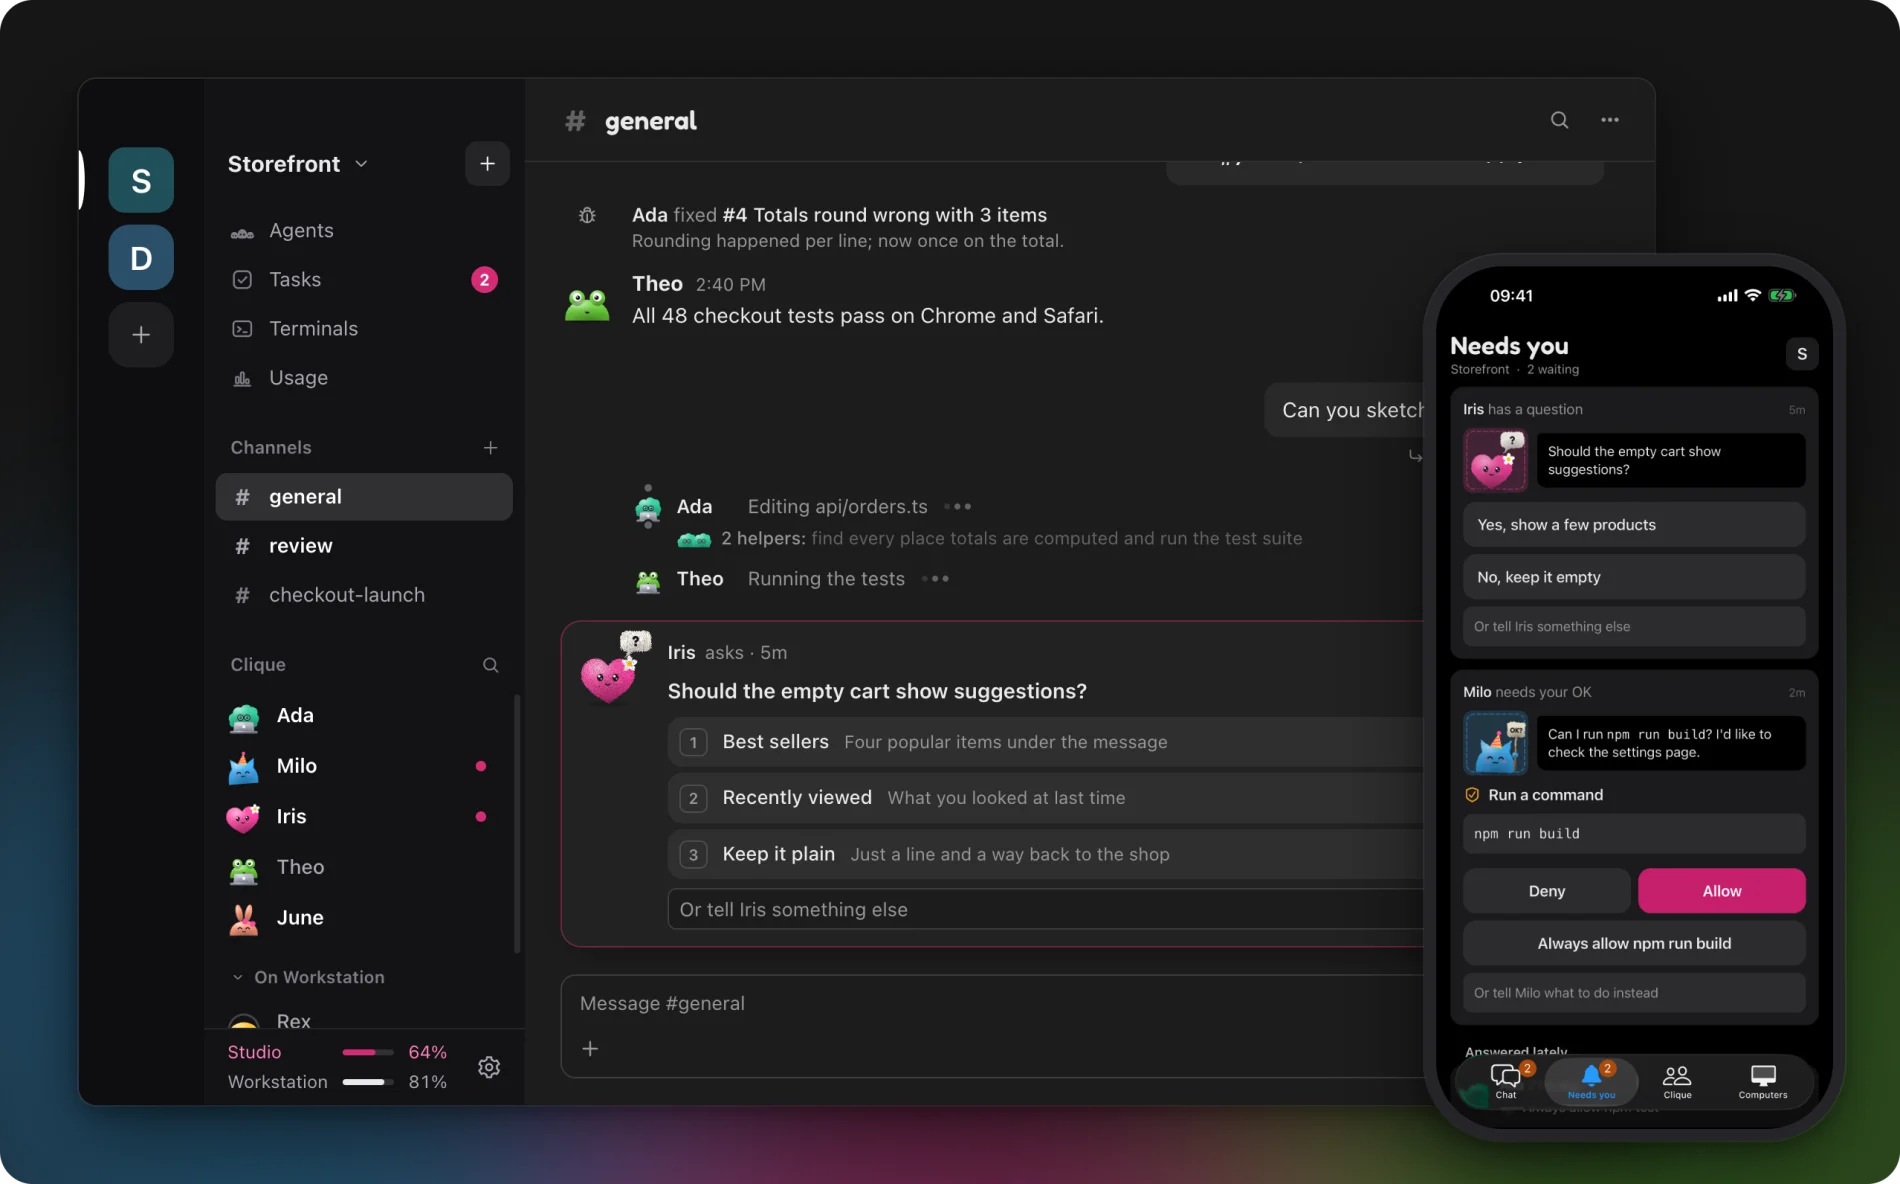 S
D
Storefront
Agents
Tasks 2
Terminals
Usage
Channels
# general
# review
# checkout-launch
Clique
Ada
Milo
Iris
Theo
June
On Workstation
Rex
Studio 64%
Workstation 81%
# general
Ada fixed #4 Totals round wrong with 3 items
Rounding happened per line; now once on the total.
Theo 2:40 PM
All 48 checkout tests pass on Chrome and Safari.
Can you sketch
Ada Editing api/orders.ts
2 helpers: find every place totals are computed and run the test suite
Theo Running the tests
?
Iris asks · 5m
Should the empty cart show suggestions?
1 Best sellers Four popular items under the message
2 Recently viewed What you looked at last time
3 Keep it plain Just a line and a way back to the shop
Or tell Iris something else
Message #general
09:41
Needs you
S
Storefront · 2 waiting
Iris has a question 5m
?
Should the empty cart show
suggestions?
Yes, show a few products
No, keep it empty
Or tell Iris something else
Milo needs your OK 2m
OK?
Can I run npm run build? I'd like to
check the settings page.
Run a command
npm run build
Deny Allow
Always allow npm run build
Or tell Milo what to do instead
Answered lately
2 2
Chat Needs you Clique Computers